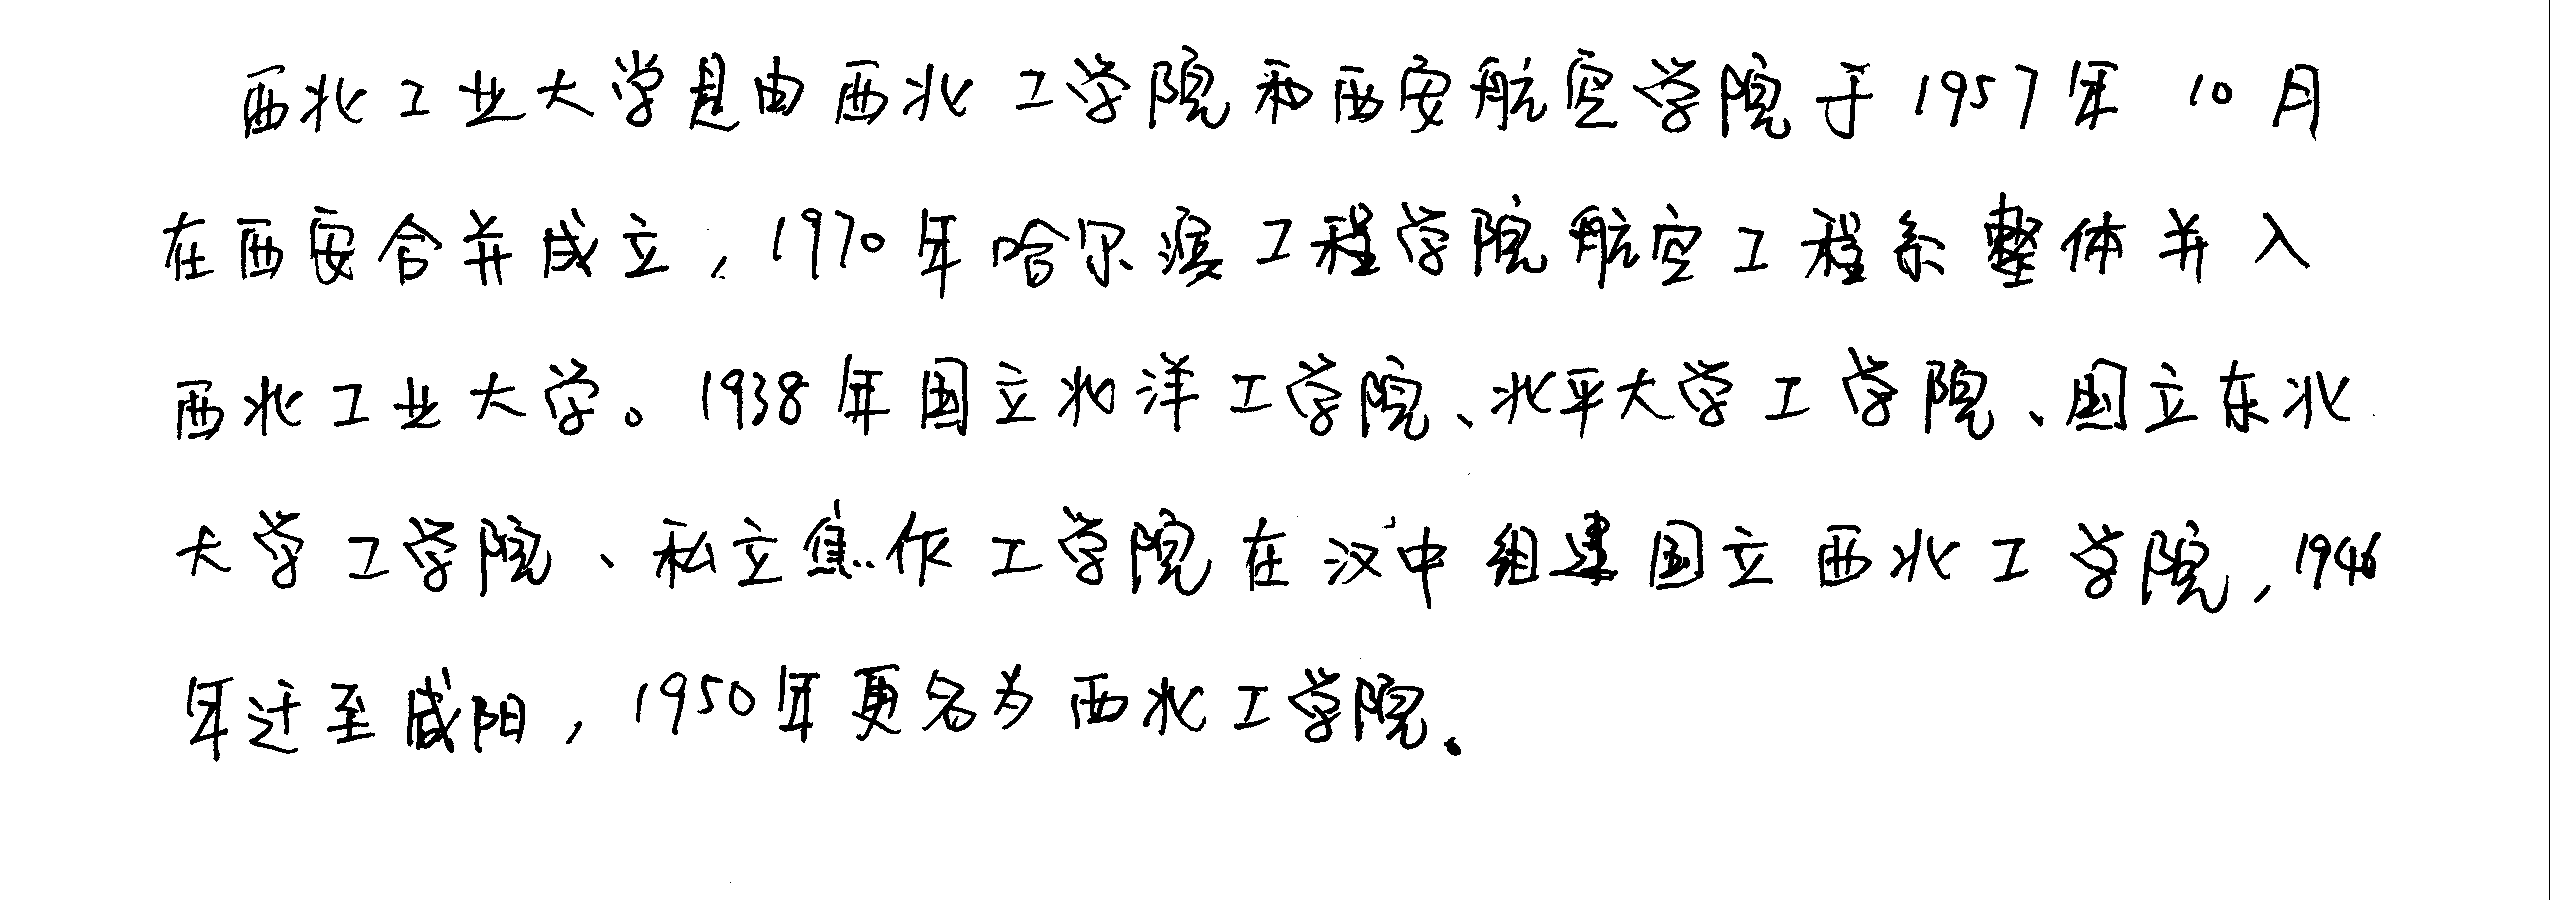 西北工业大学是由西北工学院和西安航空学院于1957年10月
在西安合并成立，1970年哈尔滨工程学院航空工程系整体并入
西北工业大学。1938年国立北洋工学院、北平大学工学院、国立东北
大学工学院、私立焦作工学院在汉中组建国立西北工学院，1946
年迁至咸阳，1950年更名为西北工学院。